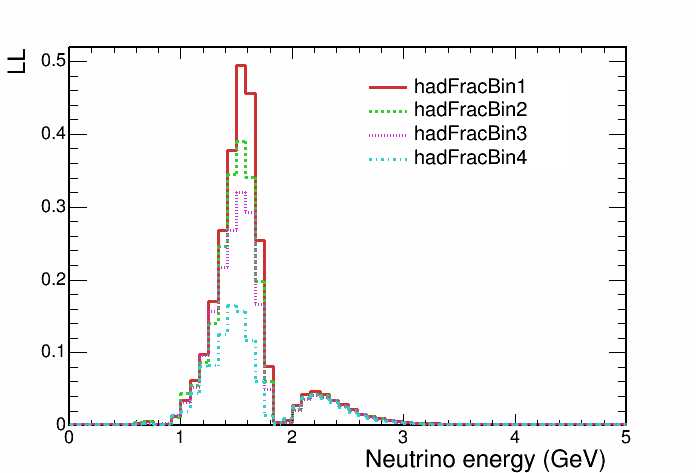 LL
0.5
0.4
0.3
0.2
0.1
0
hadFracBin1
hadFracBin2
hadFracBin3
hadFracBin4
0 1 2 3 4 5
Neutrino energy (GeV)